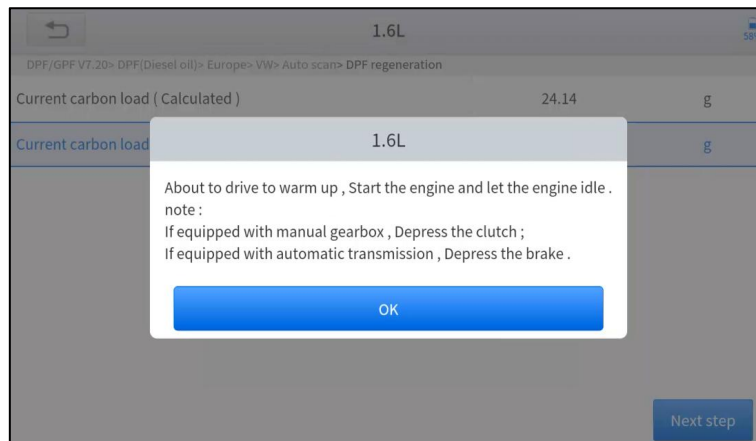 1.6L
DPF/GPF V7.20> DPF(Diesel oil)> Europe> VW> Auto scan> DPF regeneration
Current carbon load ( Calculated ) 24.14 g
Current carbon load g
1.6L
About to drive to warm up , Start the engine and let the engine idle .
note :
If equipped with manual gearbox , Depress the clutch ;
If equipped with automatic transmission , Depress the brake .
OK
Next step